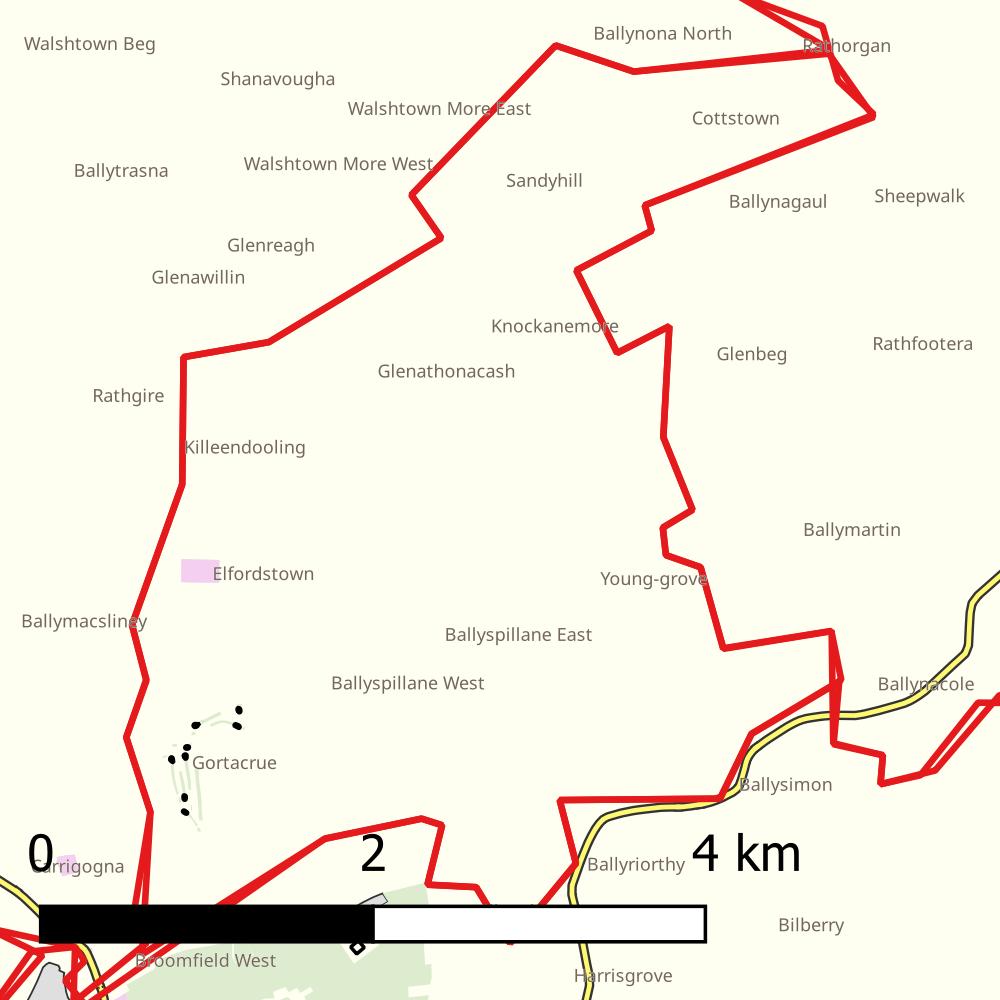 Ballynona North
Walshtown Beg
Rathorgan
Shanavougha
Walshtown More East
Cottstown
Walshtown More West
Ballytrasna
Sandyhill
Sheepwalk
Ballynagaul
Glenreagh
Glenawillin
Knockanemore
Rathfootera
Glenbeg
Glenathonacash
Rathgire
Killeendooling
Ballymartin
Elfordstown
Young-grove
Ballymacsliney
Ballyspillane East
Ballyspillane West
Ballynacole
Gortacrue
Ballysimon
0 2 4 km
Carrigogna
Ballyriorthy
Bilberry
Broomfield West
Harrisgrove